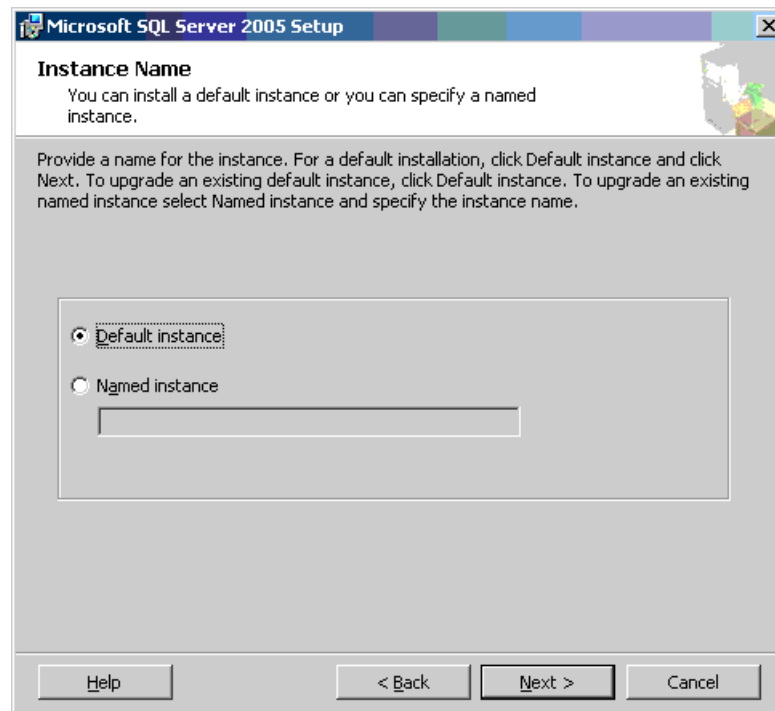 Microsoft SQL Server 2005 Setup
Instance Name
You can install a default instance or you can specify a named
instance.
Provide a name for the instance. For a default installation, click Default instance and click
Next. To upgrade an existing default instance, click Default instance. To upgrade an existing
named instance select Named instance and specify the instance name.
Default instance
Named instance
Help
< Back
Next >
Cancel